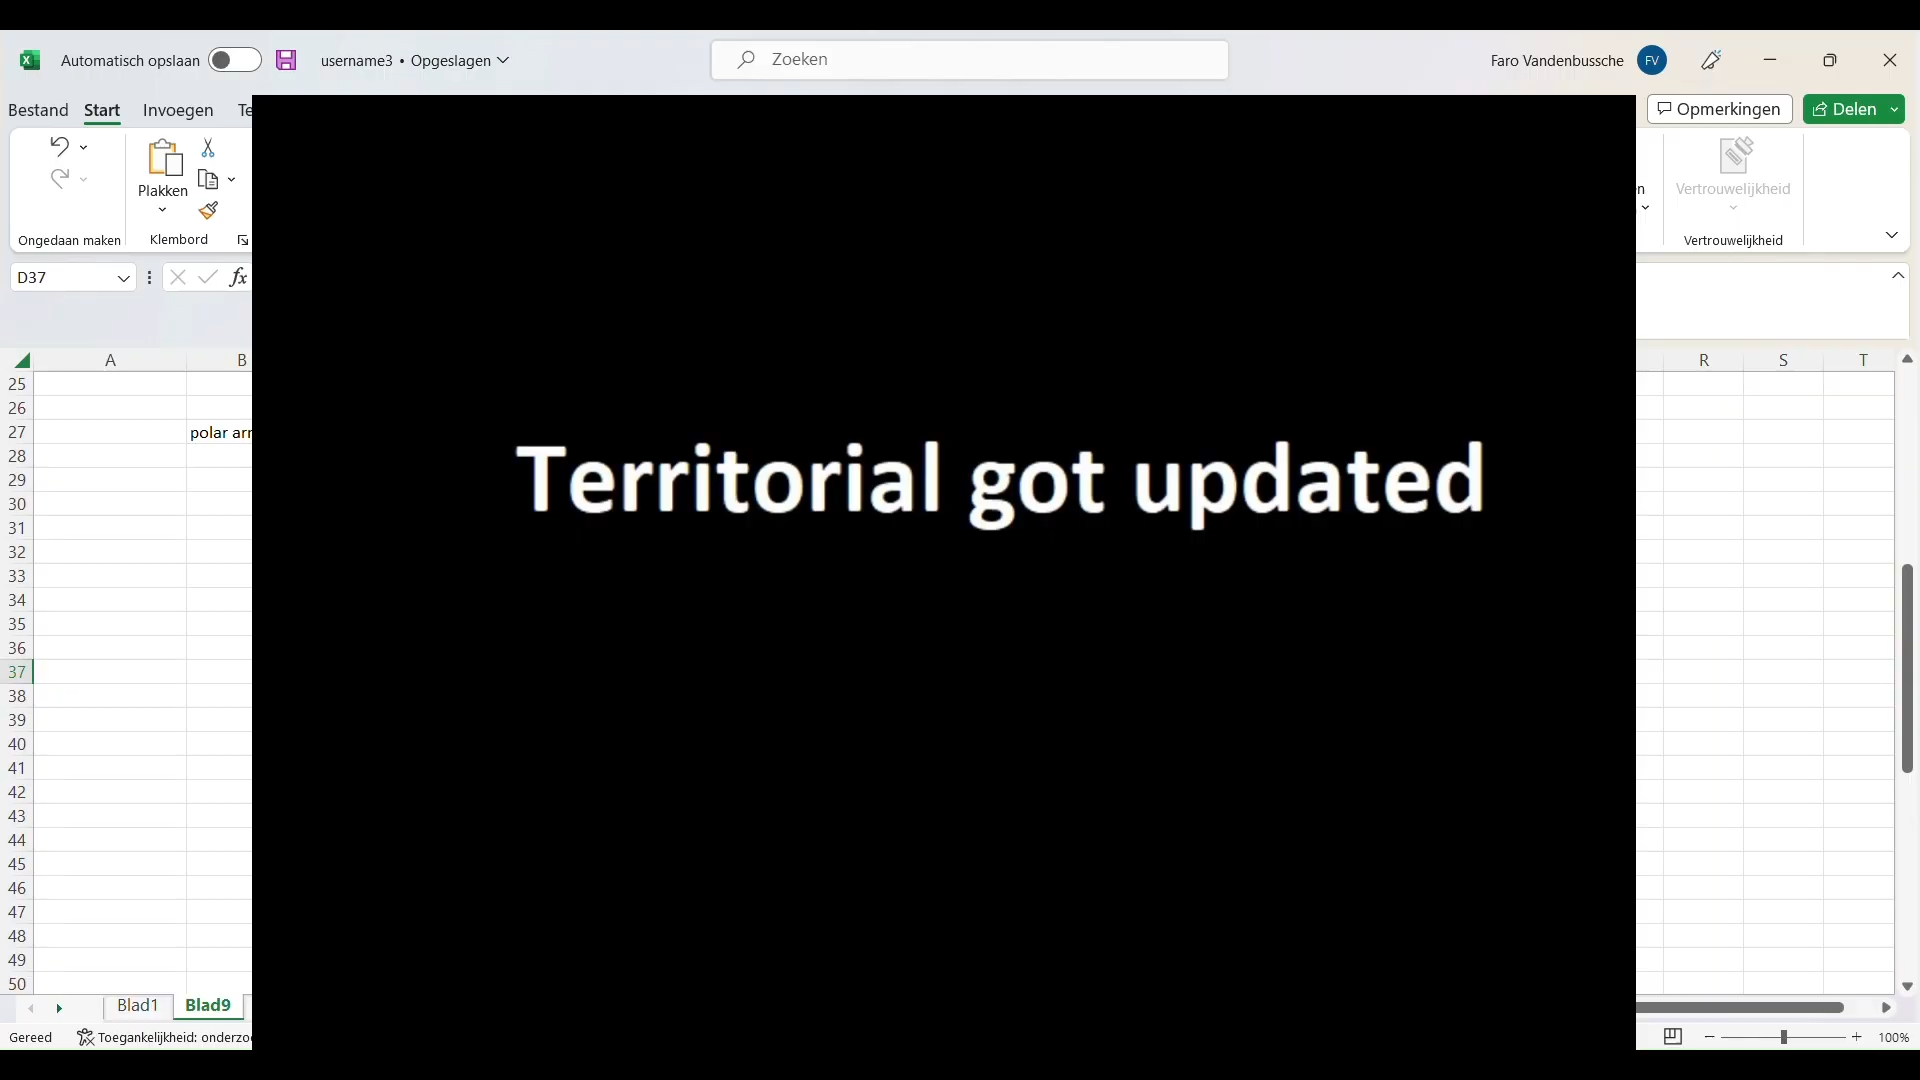 Automatisch opslaan
username3 • Opgeslagen
Zoeken
Faro Vandenbussche
FV
Bestand
Start
Invoegen
Opmerkingen
Delen
Plakken
Vertrouwelijkheid
Ongedaan maken
Klembord
Vertrouwelijkheid
D37
fx
A
B
R
S
T
25
26
27
polar
28
29
30
31
32
33
34
35
36
37
38
39
40
41
42
43
44
45
46
47
48
49
50
Territorial got updated
Blad1
Blad9
Gereed
Toegankelijkheid:
100%